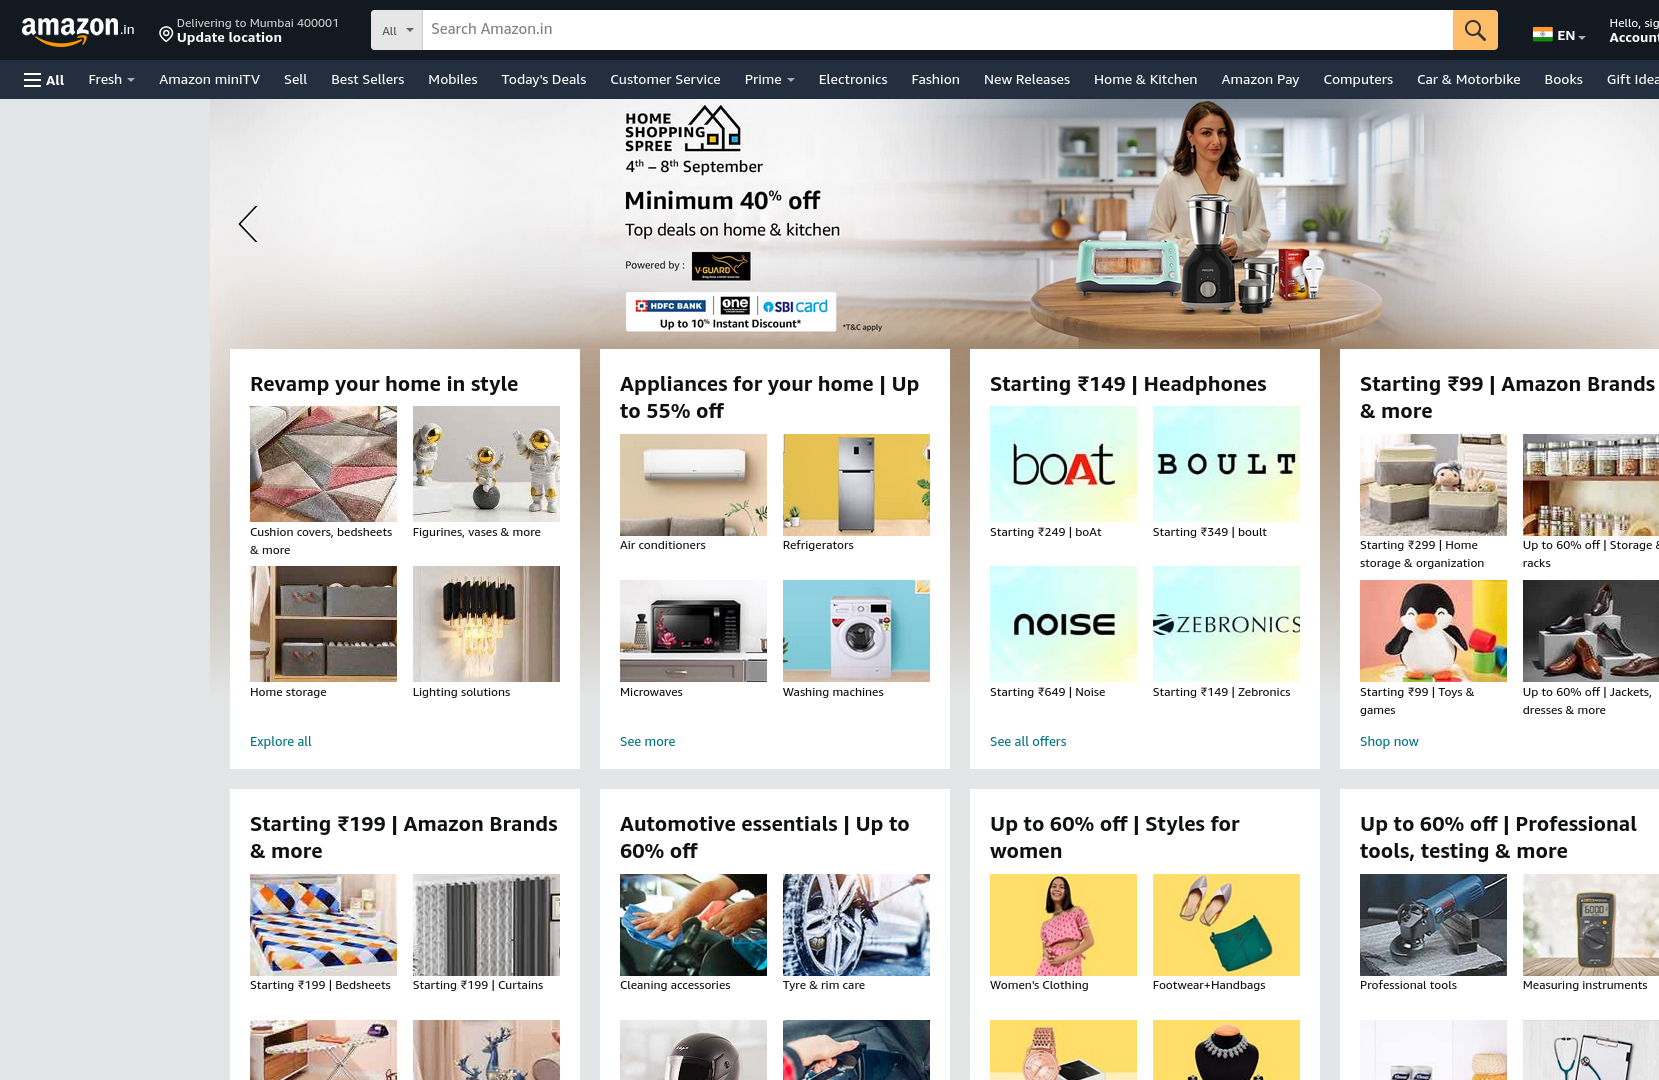 amazon.in
Delivering to Mumbai 400001
Update location
All
Search Amazon.in
EN
Hello, sig
Account
All
Fresh
Amazon miniTV
Sell
Best Sellers
Mobiles
Today's Deals
Customer Service
Prime
Electronics
Fashion
New Releases
Home & Kitchen
Amazon Pay
Computers
Car & Motorbike
Books
Gift Idea
HOME
SHOPPING
SPREE
4th – 8th September
Minimum 40% off
Top deals on home & kitchen
Powered by :
V-GUARD
HDFC BANK
one
SBI card
Up to 10% Instant Discount*
*T&C apply
Revamp your home in style
Cushion covers, bedsheets
& more
Figurines, vases & more
Home storage
Lighting solutions
Explore all
Appliances for your home | Up
to 55% off
Air conditioners
Refrigerators
Microwaves
Washing machines
See more
Starting ₹149 | Headphones
boAt
BOULT
Starting ₹249 | boAt
Starting ₹349 | boult
NOISE
ZEBRONICS
Starting ₹649 | Noise
Starting ₹149 | Zebronics
See all offers
Starting ₹99 | Amazon Brands
& more
Starting ₹299 | Home
storage & organization
Up to 60% off | Storage &
racks
Starting ₹99 | Toys &
games
Up to 60% off | Jackets,
dresses & more
Shop now
Starting ₹199 | Amazon Brands
& more
Starting ₹199 | Bedsheets
Starting ₹199 | Curtains
Automotive essentials | Up to
60% off
Cleaning accessories
Tyre & rim care
Up to 60% off | Styles for
women
Women's Clothing
Footwear+Handbags
Up to 60% off | Professional
tools, testing & more
Professional tools
Measuring instruments